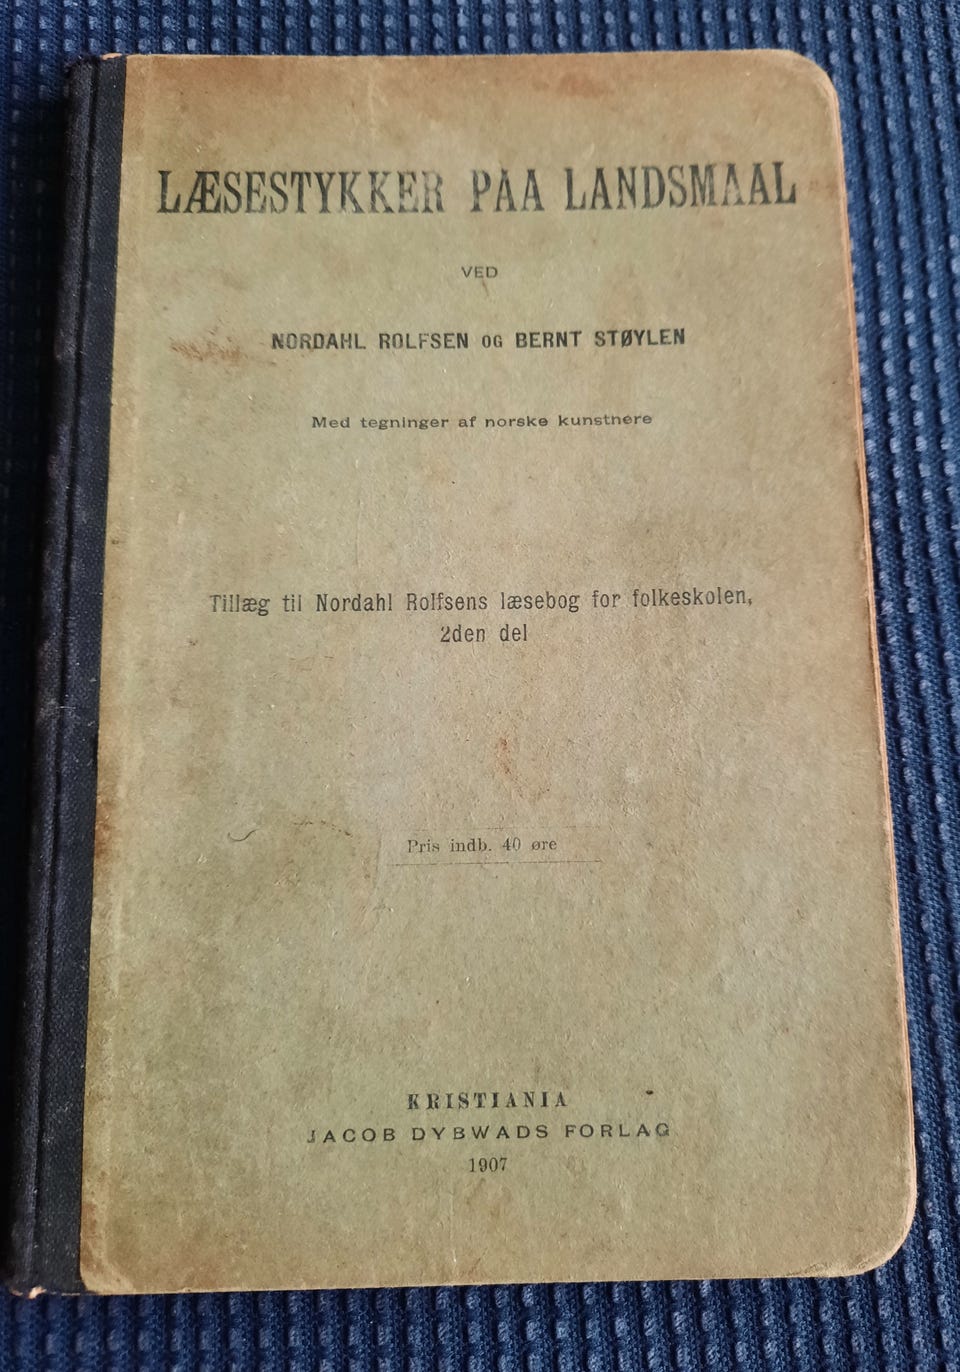 LÆSESTYKKER PAA LANDSMAAL
VED
NORDAHL ROLFSEN OG BERNT STØYLEN
Med tegninger af norske kunstnere
Tillæg til Nordahl Rolfsens læsebog for folkeskolen,
2den del
Pris indb. 40 øre
KRISTIANIA
JACOB DYBWADS FORLAG
1907